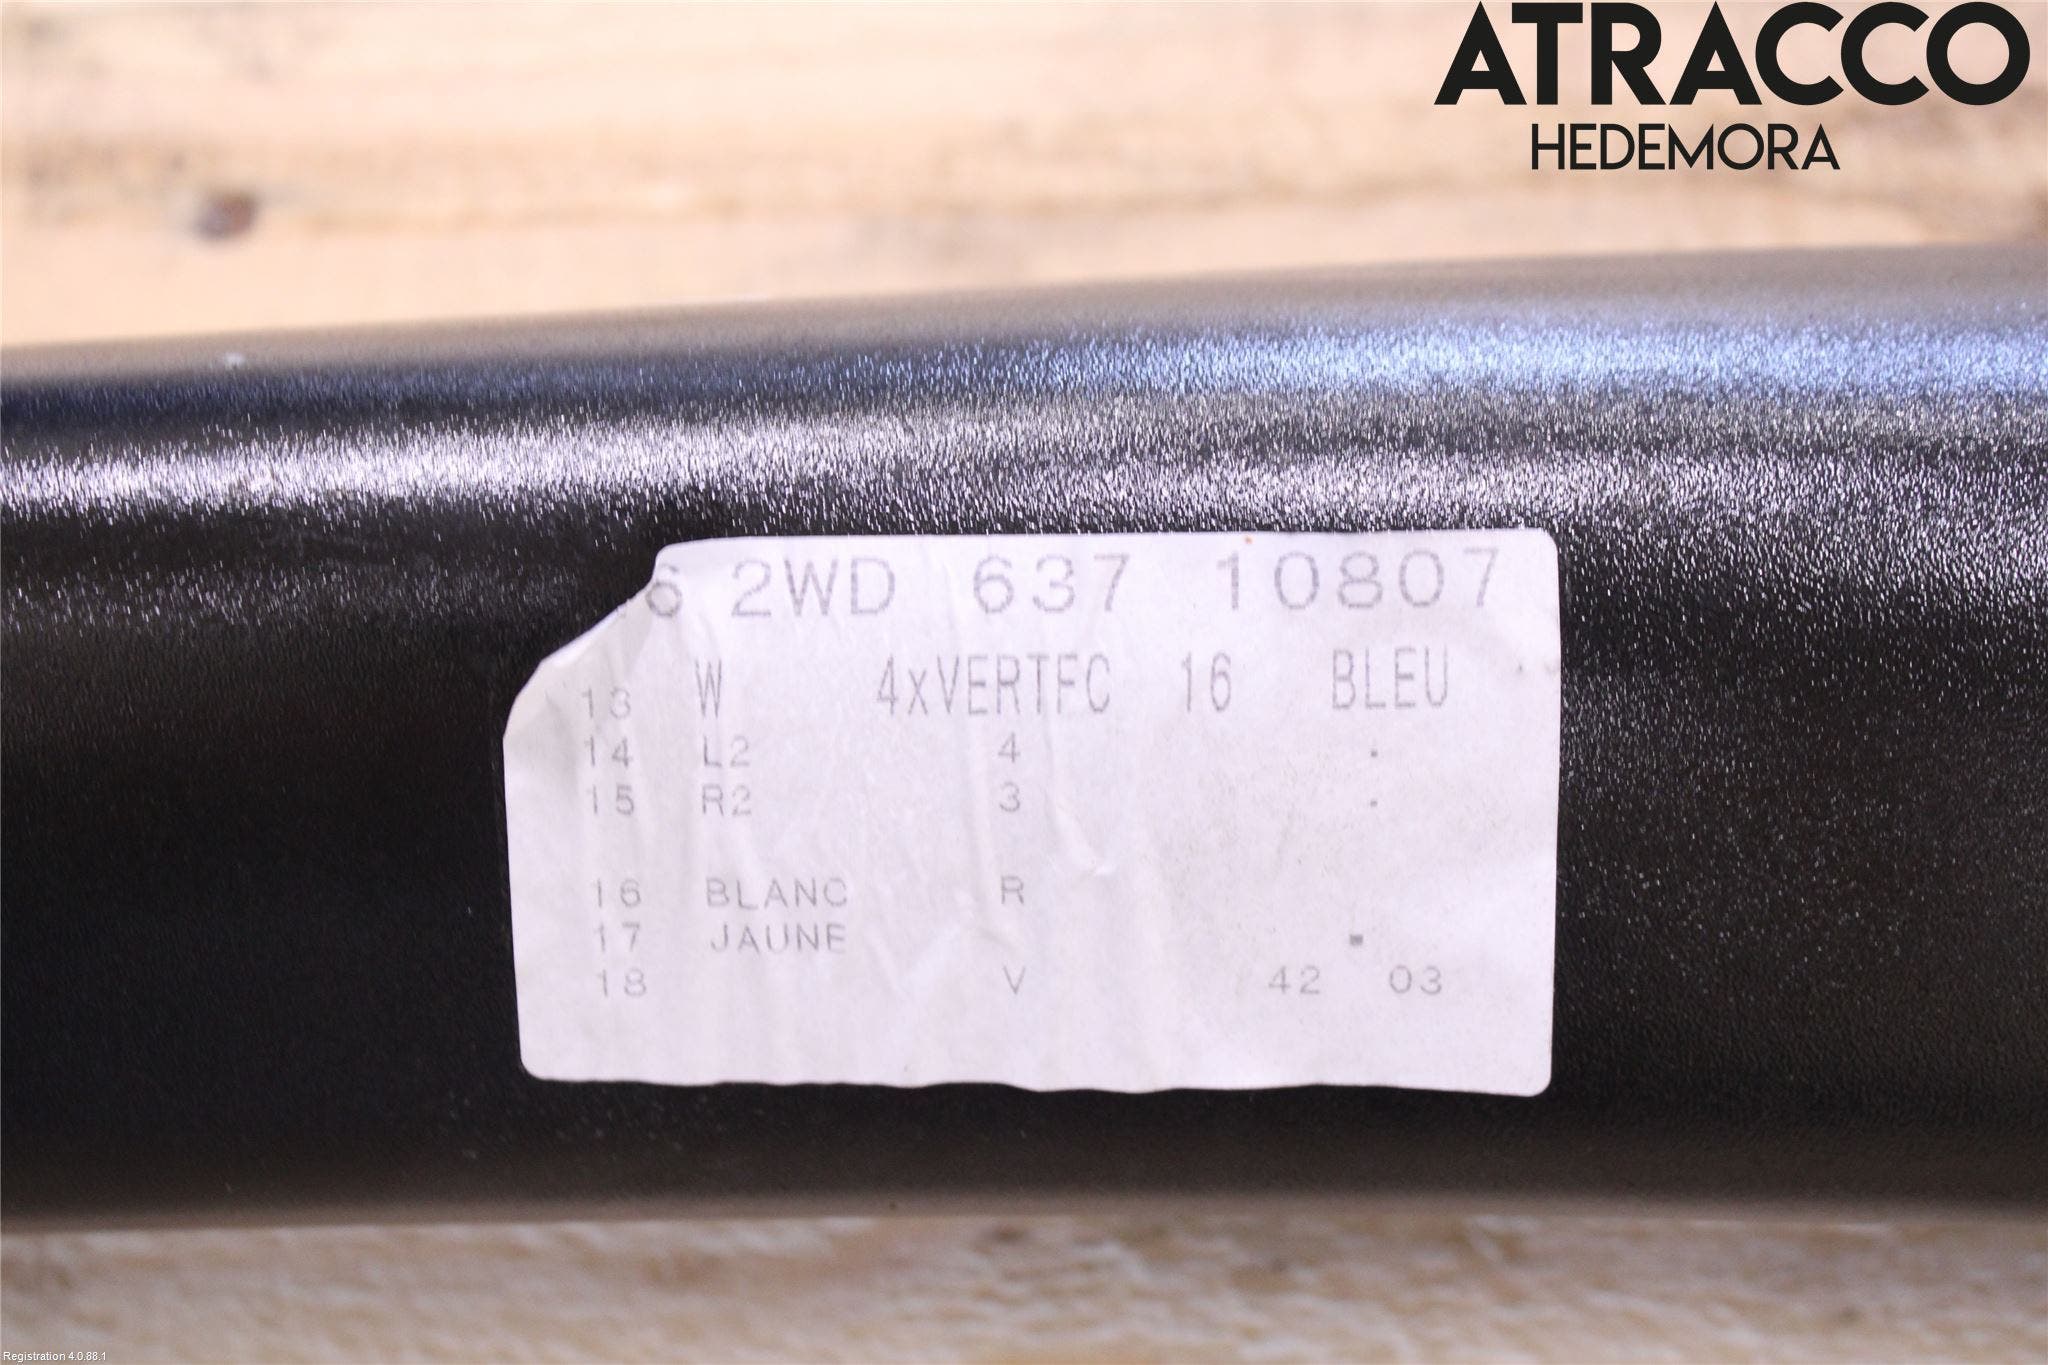 ATRACCO
HEDEMORA
6 2WD 637 10807
13 W 4xVERTFC 16 BLEU
14 L2 4 .
15 R2 3 .
16 BLANC R
17 JAUNE
18 V 42 03
Registration 4.0.88.1